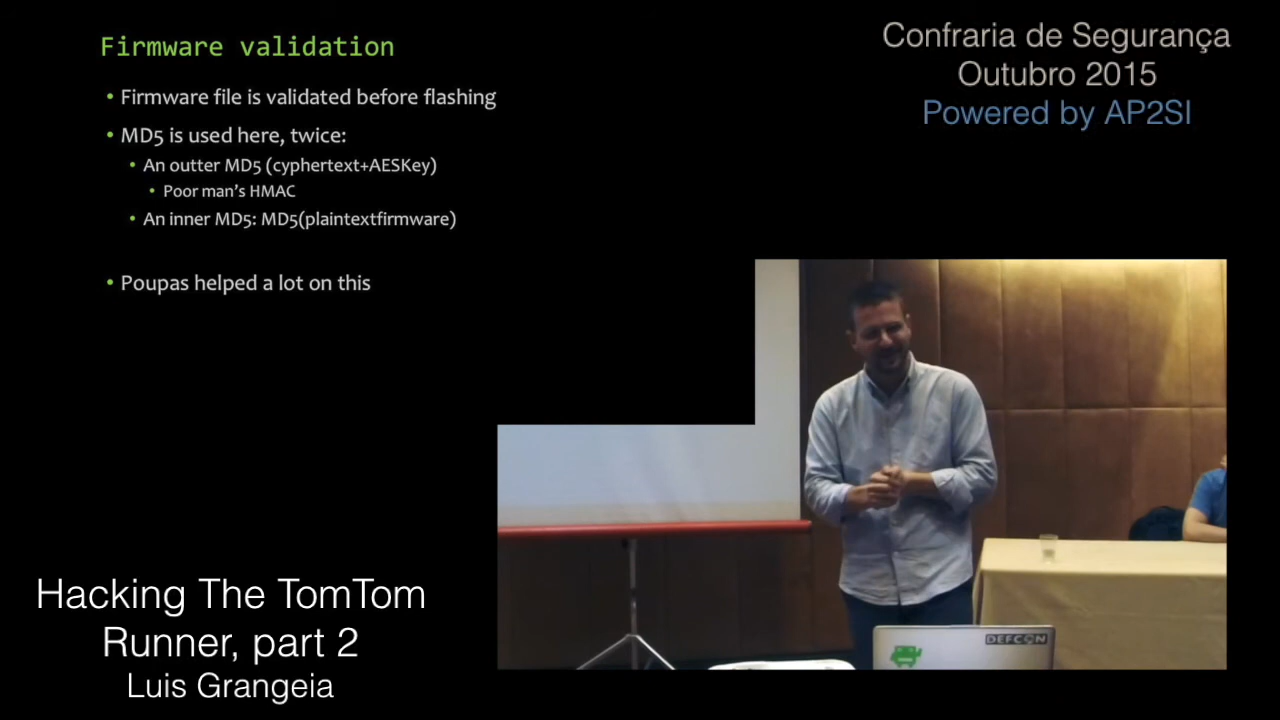 Firmware validation
• Firmware file is validated before flashing
• MD5 is used here, twice:
• An outter MD5 (cyphertext+AESKey)
• Poor man's HMAC
• An inner MD5: MD5(plaintextfirmware)
• Poupas helped a lot on this
Confraria de Segurança
Outubro 2015
Powered by AP2SI
Hacking The TomTom
Runner, part 2
Luis Grangeia
DEFCON